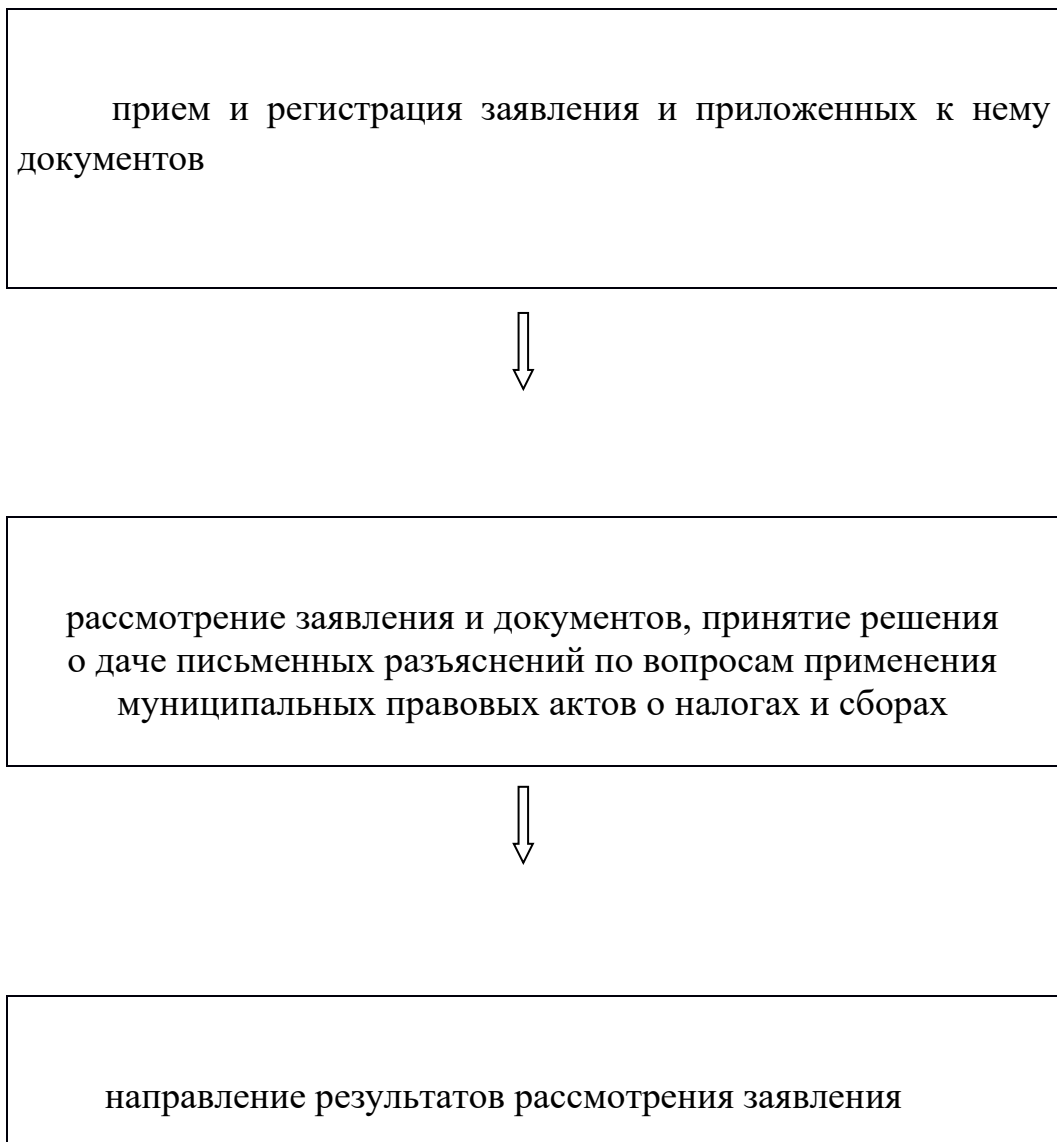 прием и регистрация заявления и приложенных к нему
документов
рассмотрение заявления и документов, принятие решения
о даче письменных разъяснений по вопросам применения
муниципальных правовых актов о налогах и сборах
направление результатов рассмотрения заявления